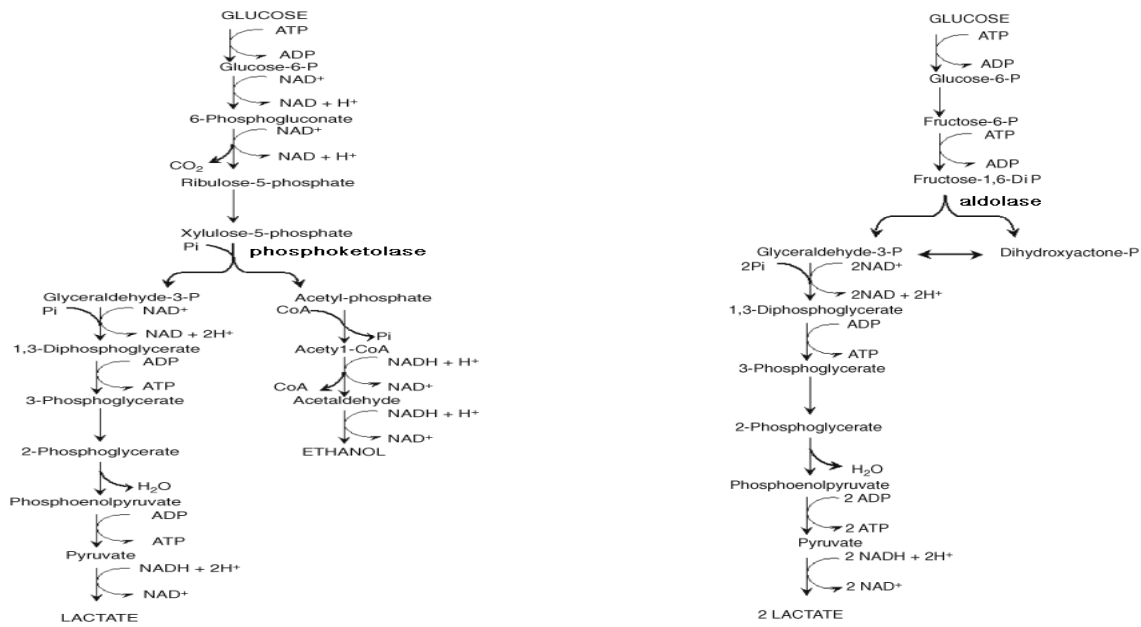 GLUCOSE
ATP
ADP
Glucose-6-P
NAD⁺
NAD + H⁺
6-Phosphogluconate
NAD⁺
NAD + H⁺
CO₂
Ribulose-5-phosphate
Xylulose-5-phosphate
Pi
phosphoketolase
Glyceraldehyde-3-P
Pi
NAD⁺
NAD + 2H⁺
1,3-Diphosphoglycerate
ADP
ATP
3-Phosphoglycerate
2-Phosphoglycerate
H₂O
Phosphoenolpyruvate
ADP
ATP
Pyruvate
NADH + 2H⁺
NAD⁺
LACTATE
Acetyl-phosphate
CoA
Pi
Acety1-CoA
NADH + H⁺
CoA
NAD⁺
Acetaldehyde
NADH + H⁺
NAD⁺
ETHANOL
GLUCOSE
ATP
ADP
Glucose-6-P
Fructose-6-P
ATP
ADP
Fructose-1,6-Di P
aldolase
Glyceraldehyde-3-P
Dihydroxyactone-P
2Pi
2NAD⁺
2NAD + 2H⁺
1,3-Diphosphoglycerate
ADP
ATP
3-Phosphoglycerate
2-Phosphoglycerate
H₂O
Phosphoenolpyruvate
2 ADP
2 ATP
Pyruvate
2 NADH + 2H⁺
2 NAD⁺
2 LACTATE